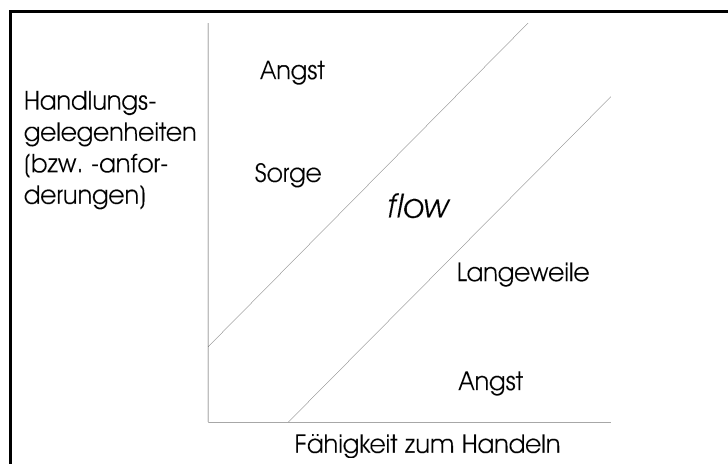 Angst
Handlungs-
gelegenheiten
(bzw. -anfor-
derungen)
Sorge
flow
Langeweile
Angst
Fähigkeit zum Handeln